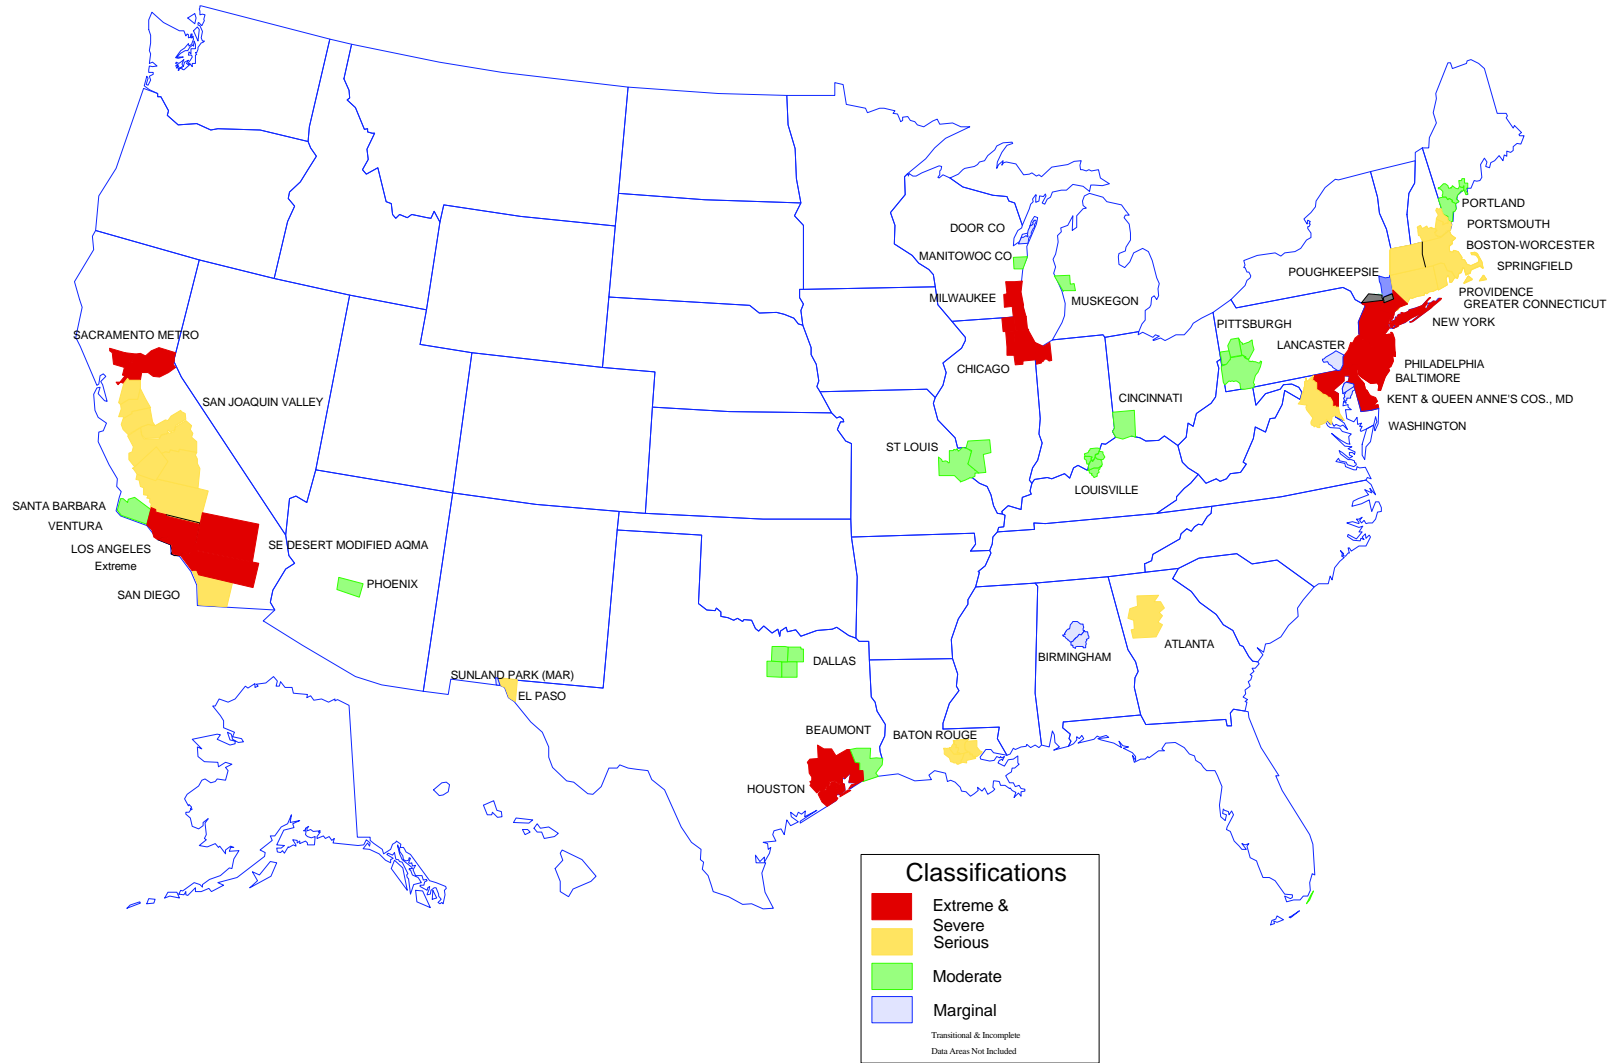 DOOR CO
MANITOWOC CO
MILWAUKEE
MUSKEGON
CHICAGO
PORTLAND
PORTSMOUTH
BOSTON-WORCESTER
SPRINGFIELD
POUGHKEEPSIE
PROVIDENCE
GREATER CONNECTICUT
NEW YORK
PITTSBURGH
LANCASTER
PHILADELPHIA
BALTIMORE
KENT & QUEEN ANNE'S COS., MD
WASHINGTON
SACRAMENTO METRO
SAN JOAQUIN VALLEY
CINCINNATI
ST LOUIS
LOUISVILLE
SANTA BARBARA
VENTURA
LOS ANGELES
Extreme
SE DESERT MODIFIED AQMA
SAN DIEGO
PHOENIX
SUNLAND PARK (MAR)
EL PASO
DALLAS
BIRMINGHAM
ATLANTA
BEAUMONT
BATON ROUGE
HOUSTON
Classifications
Extreme &
Severe
Serious
Moderate
Marginal
Transitional & Incomplete
Data Areas Not Included